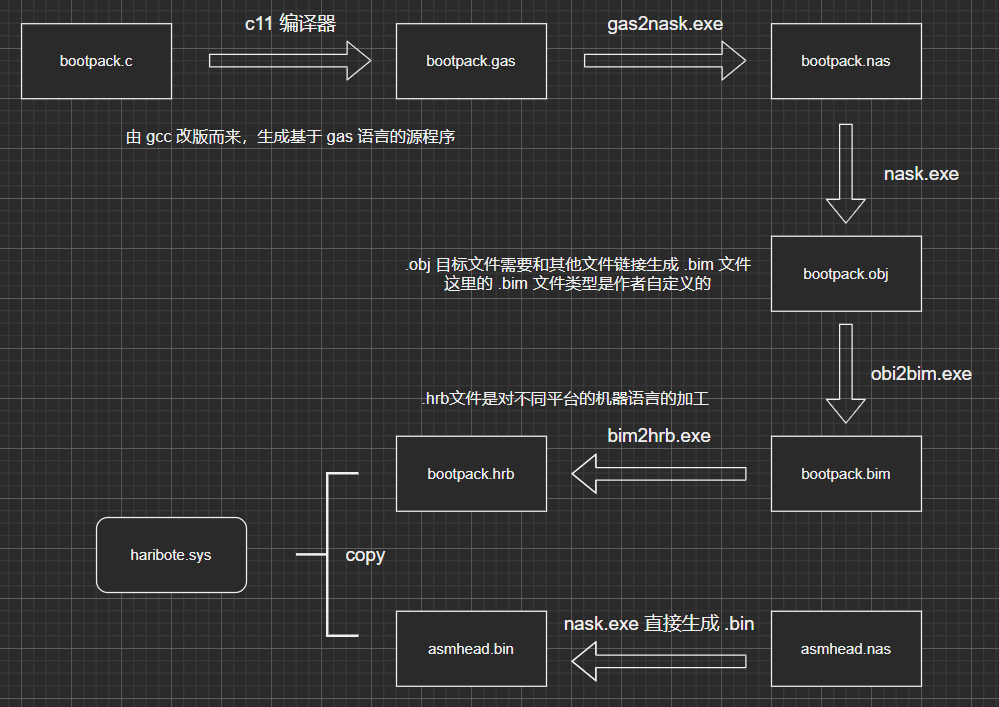 c11 编译器
gas2nask.exe
bootpack.c
bootpack.gas
bootpack.nas
由 gcc 改版而来，生成基于 gas 语言的源程序
nask.exe
.obj 目标文件需要和其他文件链接生成 .bim 文件
这里的 .bim 文件类型是作者自定义的
bootpack.obj
obi2bim.exe
.hrb文件是对不同平台的机器语言的加工
bim2hrb.exe
bootpack.hrb
bootpack.bim
haribote.sys
copy
nask.exe 直接生成 .bin
asmhead.bin
asmhead.nas